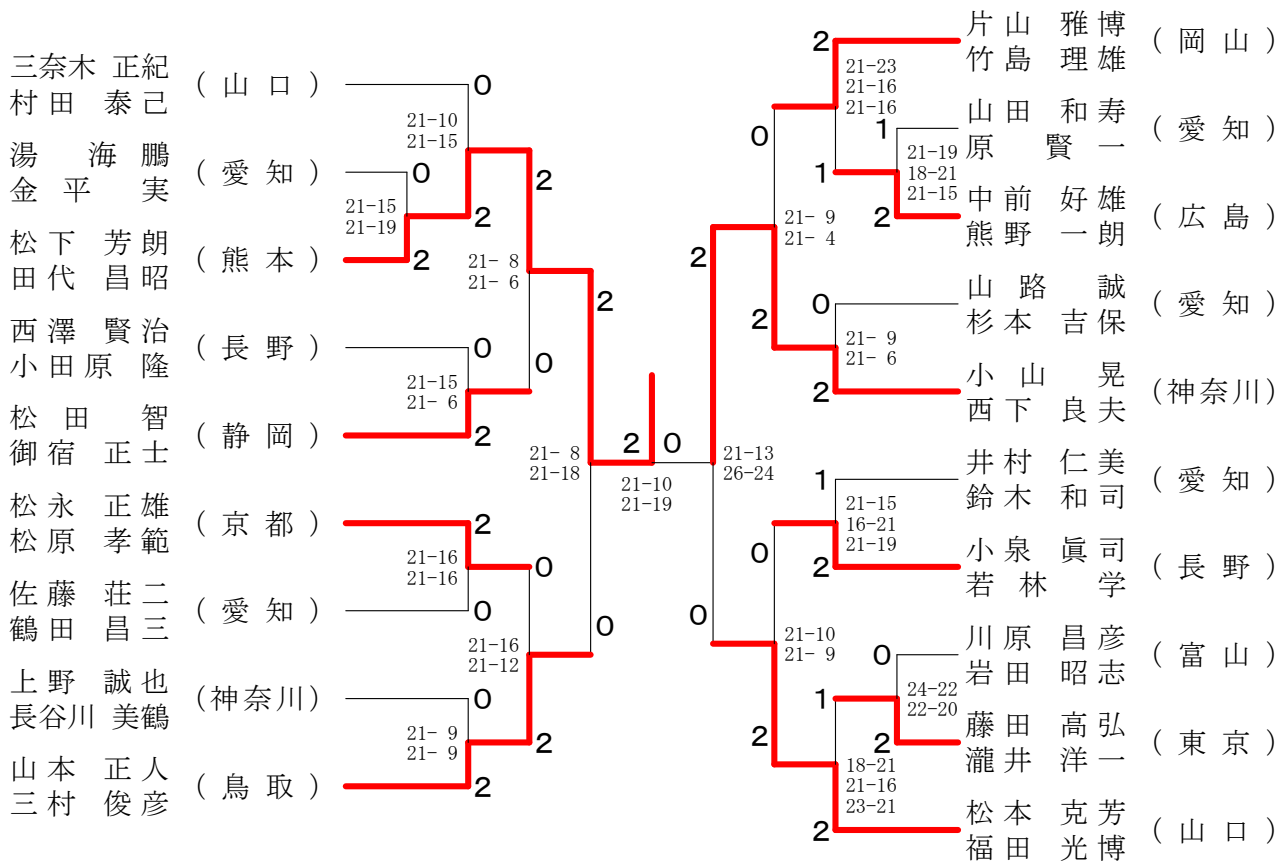 三奈木 正紀
村田 泰己
(山口)
0
21-10
21-15
湯 海鵬
金平 実
(愛知)
0
2
2
21-15
21-19
松下 芳朗
田代 昌昭
(熊本)
2
21- 8
21- 6
2
西澤 賢治
小田原 隆
(長野)
0
0
21-15
21- 6
松田 智
御宿 正士
(静岡)
2
21- 8
21-18
松永 正雄
松原 孝範
(京都)
2
21-16
21-16
0
佐藤 荘二
鶴田 昌三
(愛知)
0
0
21-16
21-12
上野 誠也
長谷川 美鶴
(神奈川)
0
21- 9
21- 9
2
山本 正人
三村 俊彦
(鳥取)
2
2
0
21-10
21-19
片山 雅博
竹島 理雄
(岡山)
2
21-23
21-16
21-16
山田 和寿
原 賢一
(愛知)
0
1
21-19
18-21
21-15
1
中前 好雄
熊野 一朗
(広島)
2
21- 9
21- 4
2
山路 誠
杉本 吉保
(愛知)
0
2
21- 9
21- 6
小山 晃
西下 良夫
(神奈川)
2
21-13
26-24
井村 仁美
鈴木 和司
(愛知)
1
21-15
16-21
21-19
0
小泉 眞司
若林 学
(長野)
2
0
21-10
21- 9
川原 昌彦
岩田 昭志
(富山)
0
24-22
22-20
1
藤田 高弘
瀧井 洋一
(東京)
2
2
18-21
21-16
23-21
松本 克芳
福田 光博
(山口)
2